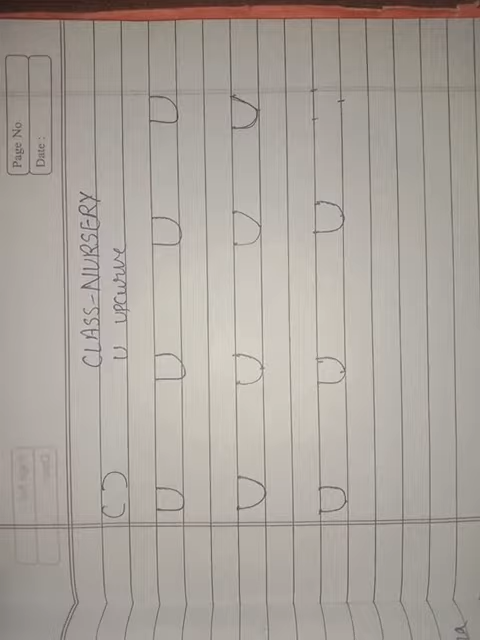 Page No
Date :
CLASS-NURSERY
U upcurve
U U U U
U U U U
U U U